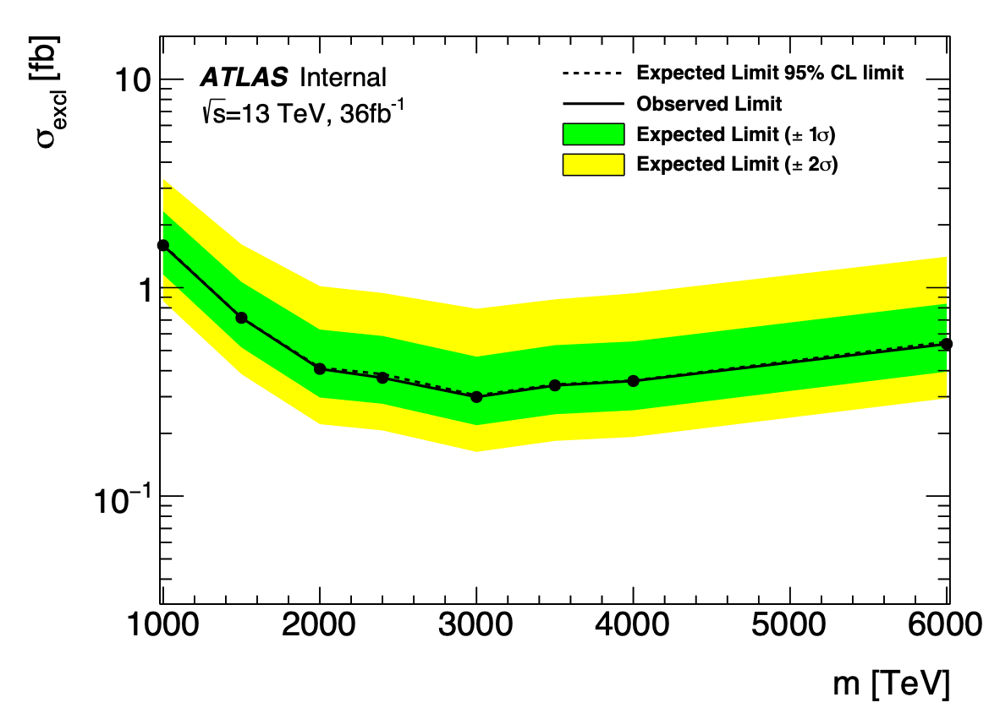 σexcl [fb]
ATLAS Internal
√s=13 TeV, 36fb⁻¹
Expected Limit 95% CL limit
Observed Limit
Expected Limit (± 1σ)
Expected Limit (± 2σ)
10
1
10⁻¹
1000 2000 3000 4000 5000 6000
m [TeV]